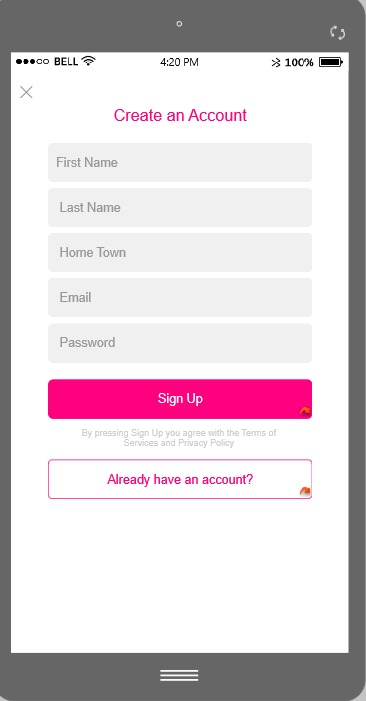 BELL 4:20 PM 100%
Create an Account
First Name
Last Name
Home Town
Email
Password
Sign Up
By pressing Sign Up you agree with the Terms of
Services and Privacy Policy
Already have an account?